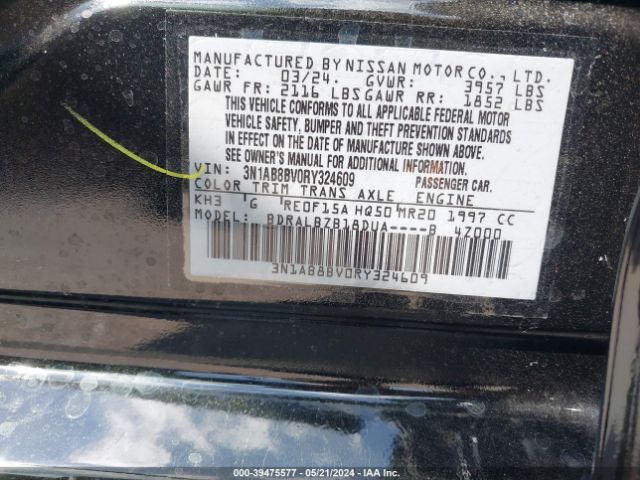 MANUFACTURED BY NISSAN MOTOR CO., LTD.
DATE: 03/24. GVWR: 3957 LBS
GAWR FR: 2116 LBS GAWR RR: 1852 LBS
THIS VEHICLE CONFORMS TO ALL APPLICABLE FEDERAL MOTOR
VEHICLE SAFETY, BUMPER AND THEFT PREVENTION STANDARDS
IN EFFECT ON THE DATE OF MANUFACTURE SHOWN ABOVE.
SEE OWNER'S MANUAL FOR ADDITIONAL INFORMATION.
VIN: 3N1AB8BV0RY324609 PASSENGER CAR.
COLOR TRIM TRANS AXLE, ENGINE
KH3 G RE0F15A HQ50 MR20 1997 CC
MODEL: BDRALBZB18DUA----B 4Z000
3N1AB8BV0RY324609
000-39475577 - 05/21/2024 - IAA Inc.